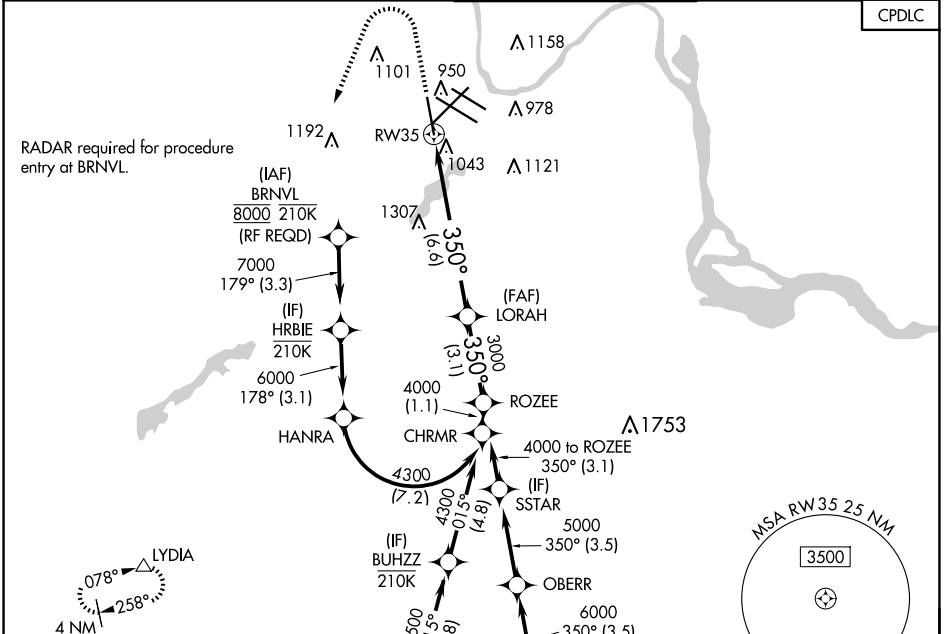 CPDLC
1158
1101
950
978
1192
RW35
RADAR required for procedure
entry at BRNVL.
1043
1121
(IAF)
BRNVL
8000 210K
(RF REQD)
1307
350°
(6.6)
7000
179° (3.3)
(IF)
HRBIE
210K
(FAF)
LORAH
3000
350°
(3.1)
6000
178° (3.1)
4000
(1.1)
ROZEE
HANRA
CHRMR
1753
4000 to ROZEE
350° (3.1)
4300
(7.2)
4300
015°
(4.8)
(IF)
SSTAR
MSA RW35 25 NM
3500
5000
350° (3.5)
(IF)
BUHZZ
210K
OBERR
LYDIA
078°
258°
4 NM
6000
350° (3.5)